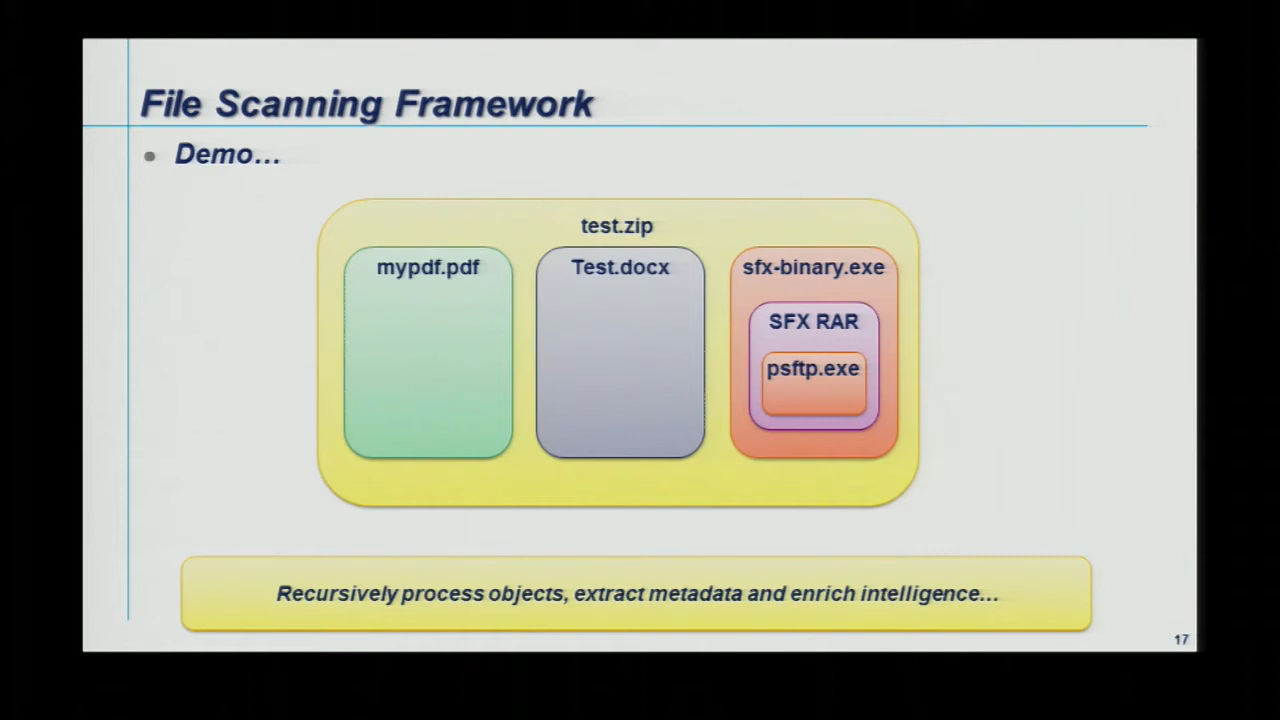 File Scanning Framework
Demo…
test.zip
mypdf.pdf
Test.docx
sfx-binary.exe
SFX RAR
psftp.exe
Recursively process objects, extract metadata and enrich intelligence…
17